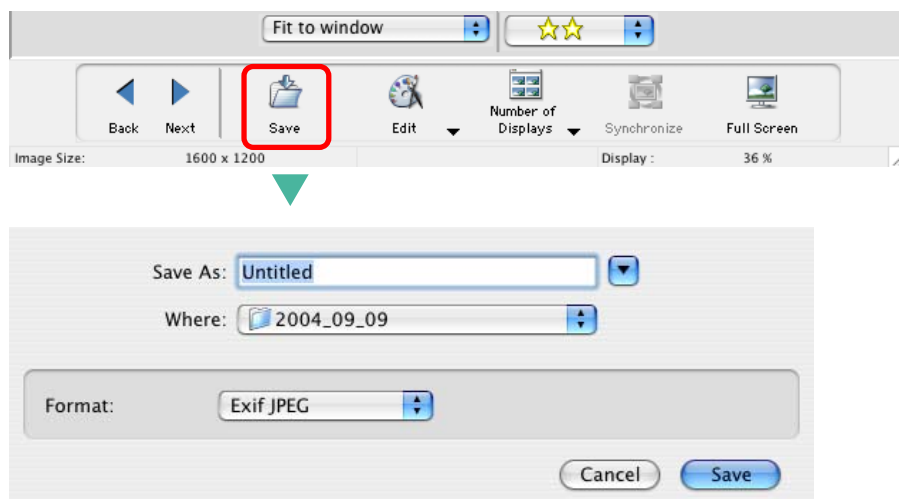 Fit to window
Back Next Save Edit Number of Displays Synchronize Full Screen
Image Size: 1600 x 1200 Display : 36 %
Save As: Untitled
Where: 2004_09_09
Format: Exif JPEG
Cancel Save